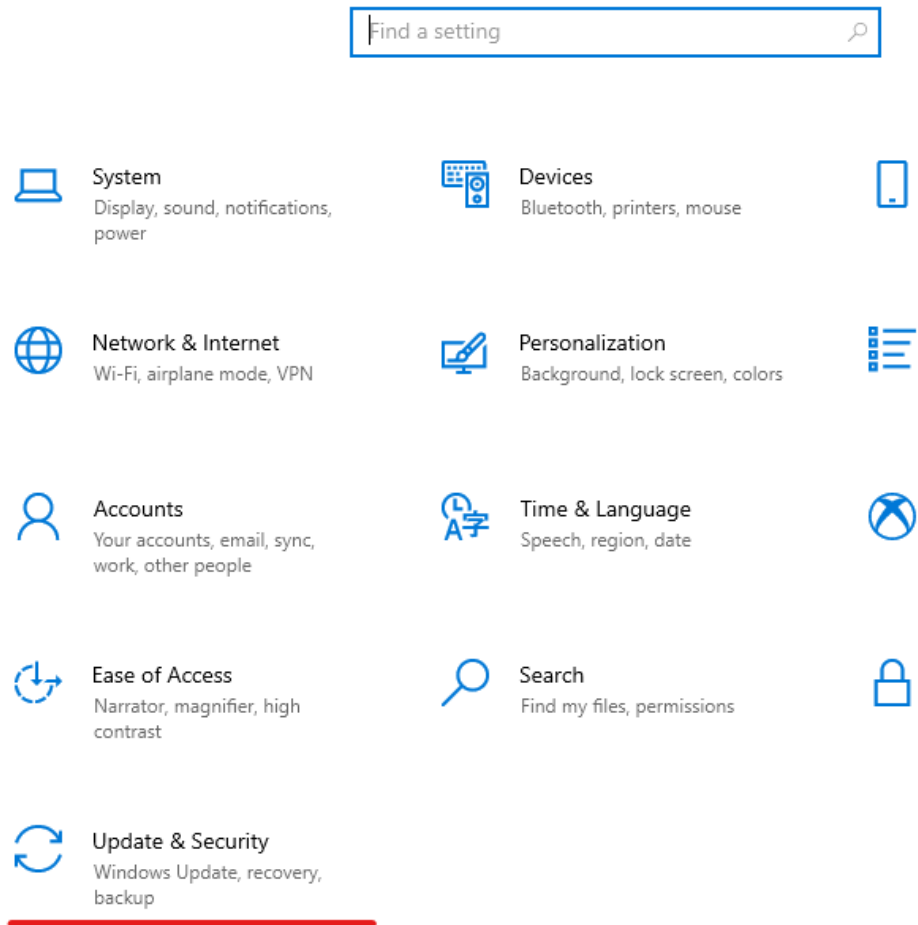 Find a setting
System
Display, sound, notifications,
power
Devices
Bluetooth, printers, mouse
Network & Internet
Wi-Fi, airplane mode, VPN
Personalization
Background, lock screen, colors
Accounts
Your accounts, email, sync,
work, other people
Time & Language
Speech, region, date
Ease of Access
Narrator, magnifier, high
contrast
Search
Find my files, permissions
Update & Security
Windows Update, recovery,
backup